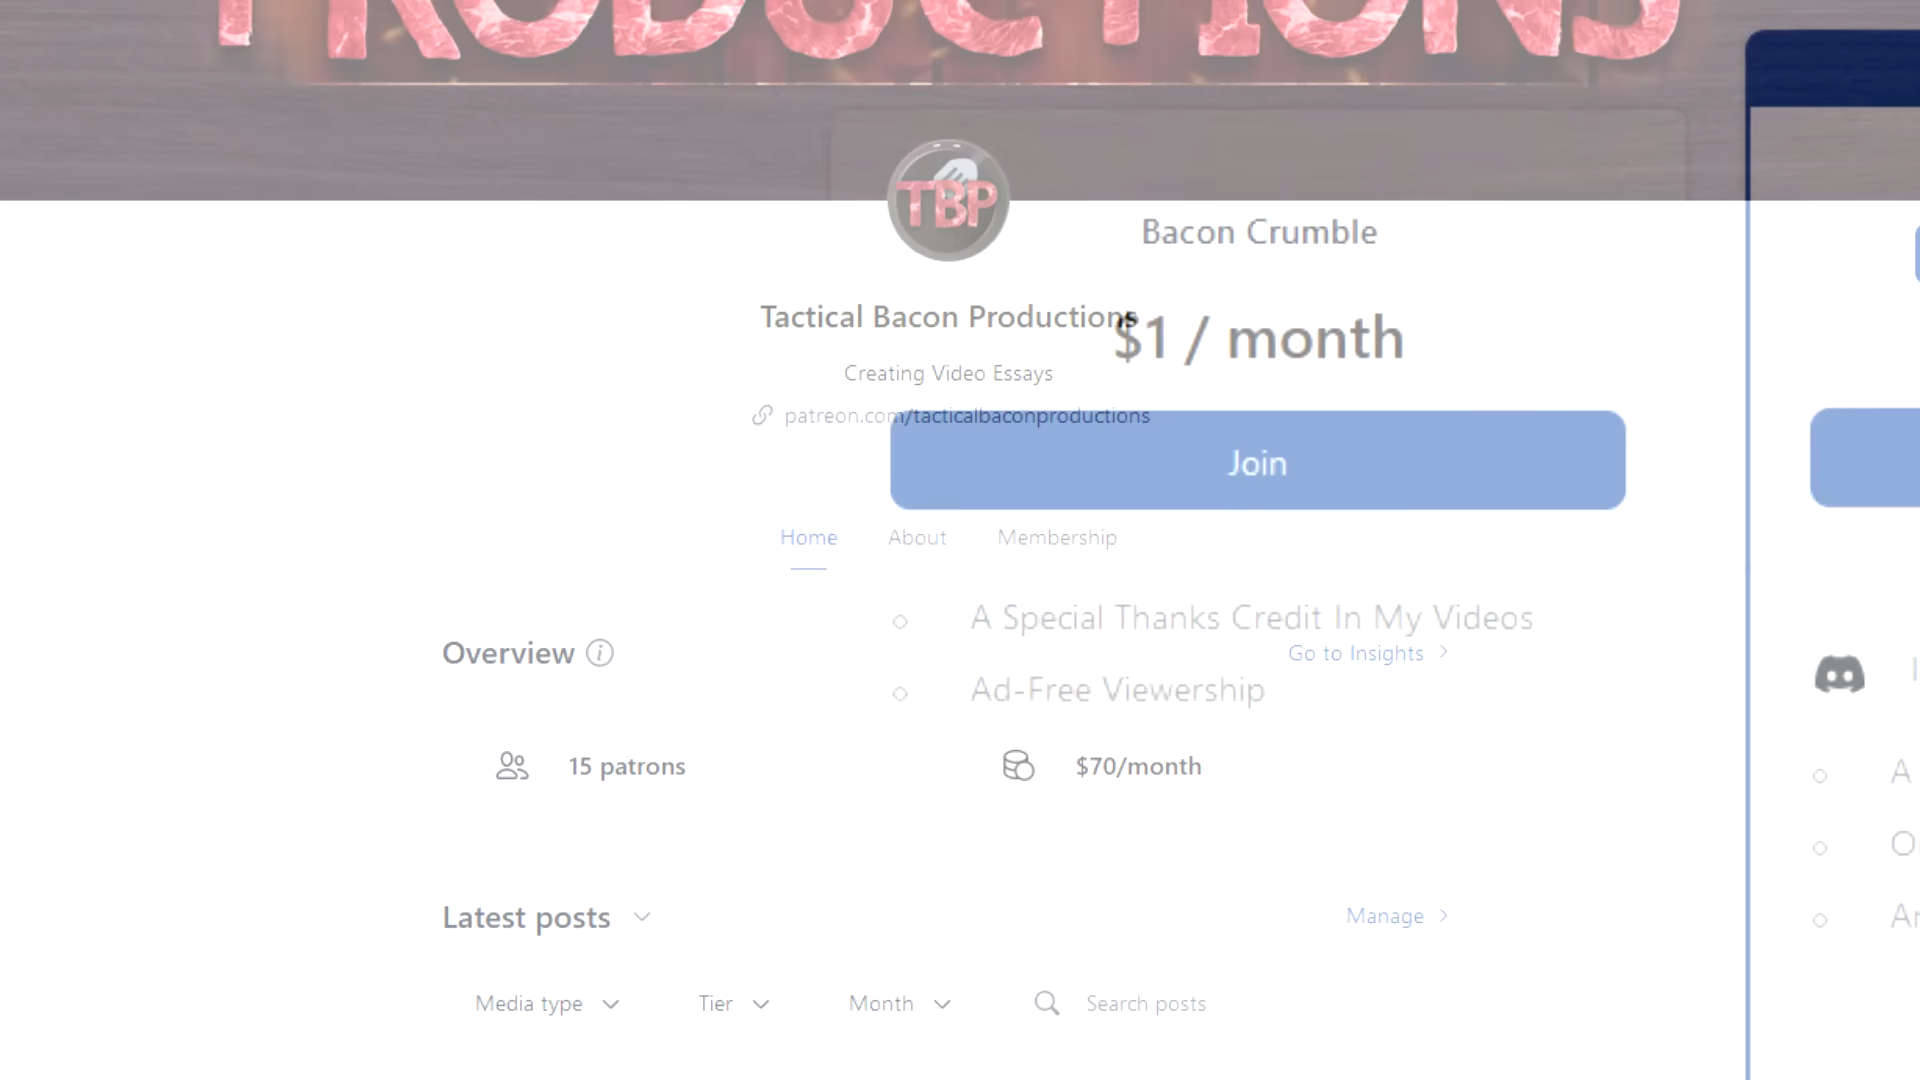 PRODUCTIONS
TBP
Bacon Crumble
Tactical Bacon Productions
$1 / month
Creating Video Essays
patreon.com/tacticalbaconproductions
Join
Home About Membership
A Special Thanks Credit In My Videos
Overview
Go to Insights
Ad-Free Viewership
15 patrons
$70/month
A
Latest posts
Manage
Media type
Tier
Month
Search posts